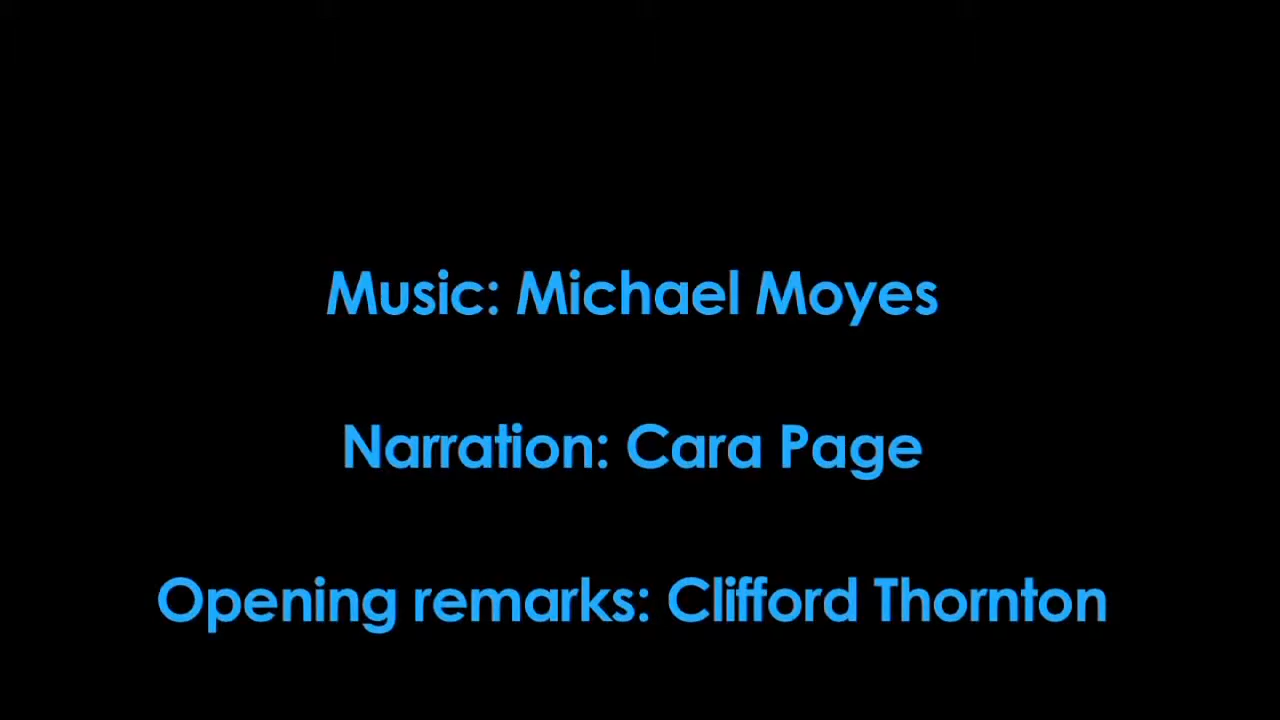 Music: Michael Moyes
Narration: Cara Page
Opening remarks: Clifford Thornton